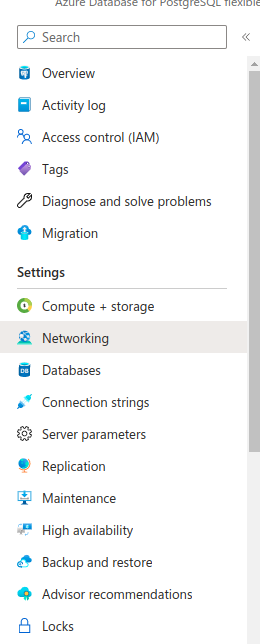 Azure Database for PostgreSQL flexible
Search
Overview
Activity log
Access control (IAM)
Tags
Diagnose and solve problems
Migration
Settings
Compute + storage
Networking
Databases
Connection strings
Server parameters
Replication
Maintenance
High availability
Backup and restore
Advisor recommendations
Locks